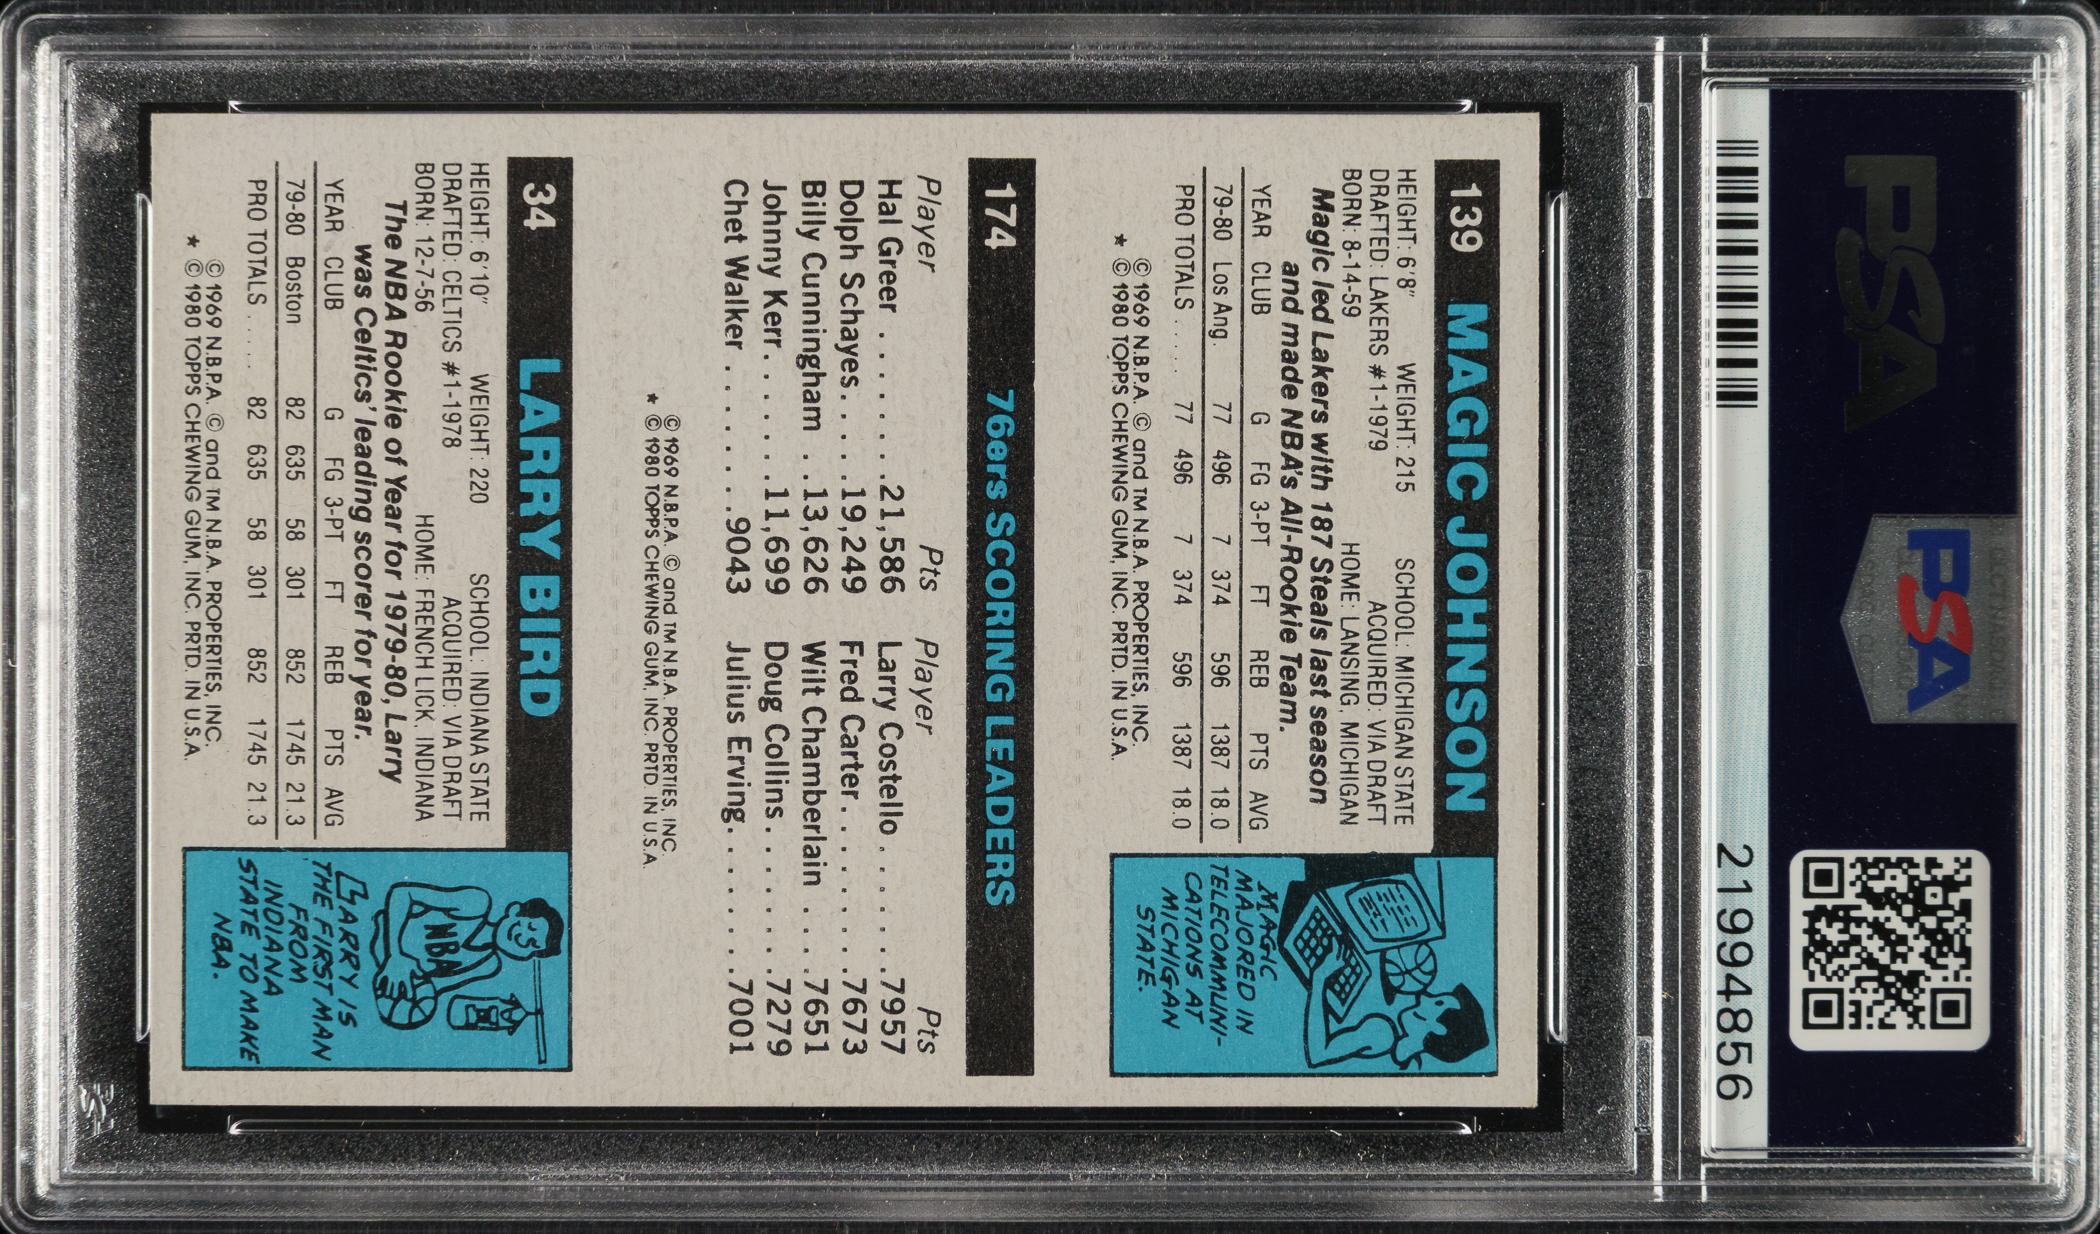 PSA
PSA
21994856
139 MAGIC JOHNSON
HEIGHT: 6'8" WEIGHT: 215 SCHOOL: MICHIGAN STATE
DRAFTED: LAKERS #1-1979 ACQUIRED: VIA DRAFT
BORN: 8-14-59 HOME: LANSING, MICHIGAN
Magic led Lakers with 187 Steals last season
and made NBA's All-Rookie Team.
YEAR CLUB G FG 3-PT FT REB PTS AVG
79-80 Los Ang. 77 496 7 374 596 1387 18.0
PRO TOTALS .... 77 496 7 374 596 1387 18.0
© 1969 N.B.P.A. © and TM N.B.A. PROPERTIES, INC.
* © 1980 TOPPS CHEWING GUM, INC. PRTD. IN U.S.A.
MAGIC
MAJORED IN
TELECOMMUNI-
CATIONS AT
MICHIGAN
STATE.
174 76ers SCORING LEADERS
Player Pts Player Pts
Hal Greer ........21,586 Larry Costello .......7957
Dolph Schayes....19,249 Fred Carter.........7673
Billy Cunningham ..13,626 Wilt Chamberlain ....7651
Johnny Kerr......11,699 Doug Collins........7279
Chet Walker .......9043 Julius Erving........7001
© 1969 N.B.P.A. © and TM N.B.A. PROPERTIES, INC.
* © 1980 TOPPS CHEWING GUM, INC. PRTD. IN U.S.A.
34 LARRY BIRD
HEIGHT: 6'10" WEIGHT: 220 SCHOOL: INDIANA STATE
DRAFTED: CELTICS #1-1978 ACQUIRED: VIA DRAFT
BORN: 12-7-56 HOME: FRENCH LICK, INDIANA
The NBA Rookie of Year for 1979-80, Larry
was Celtics' leading scorer for year.
YEAR CLUB G FG 3-PT FT REB PTS AVG
79-80 Boston 82 635 58 301 852 1745 21.3
PRO TOTALS .... 82 635 58 301 852 1745 21.3
© 1969 N.B.P.A. © and TM N.B.A. PROPERTIES, INC.
* © 1980 TOPPS CHEWING GUM, INC. PRTD. IN U.S.A.
NBA
LARRY IS
THE FIRST MAN
FROM
INDIANA
STATE TO MAKE
NBA.